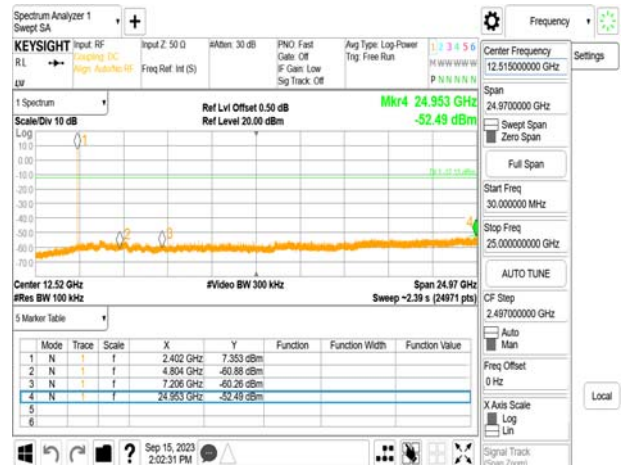 Spectrum Analyzer 1
Swept SA
Frequency
KEYSIGHT
Input: RF
Input Z: 50 Ω
#Atten: 30 dB
PNO: Fast
Avg Type: Log-Power
1 2 3 4 5 6
RL
Coupling: DC
Gate: Off
Trig: Free Run
M W W W W W
Align: Auto/No RF
Freq Ref: Int (S)
IF Gain: Low
Sig Track: Off
P N N N N N
Center Frequency
12.515000000 GHz
Settings
Span
24.9700000 GHz
Swept Span
Zero Span
Full Span
Start Freq
30.000000 MHz
Stop Freq
25.000000000 GHz
AUTO TUNE
CF Step
2.497000000 GHz
Auto
Man
Freq Offset
0 Hz
X Axis Scale
Log
Lin
Signal Track
(Span Zoom)
Local
1 Spectrum
Ref Lvl Offset 0.50 dB
Mkr4 24.953 GHz
Scale/Div 10 dB
Ref Level 20.00 dBm
-52.49 dBm
Log
10.0
0.00
-10.0
-20.0
-30.0
-40.0
-50.0
-60.0
-70.0
1
2
3
4
Center 12.52 GHz
#Video BW 300 kHz
Span 24.97 GHz
#Res BW 100 kHz
Sweep ~2.39 s (24971 pts)
5 Marker Table
Mode Trace Scale X Y Function Function Width Function Value
1 N 1 f 2.402 GHz 7.353 dBm
2 N 1 f 4.804 GHz -60.88 dBm
3 N 1 f 7.206 GHz -60.26 dBm
4 N 1 f 24.953 GHz -52.49 dBm
5
6
Sep 15, 2023
2:02:31 PM